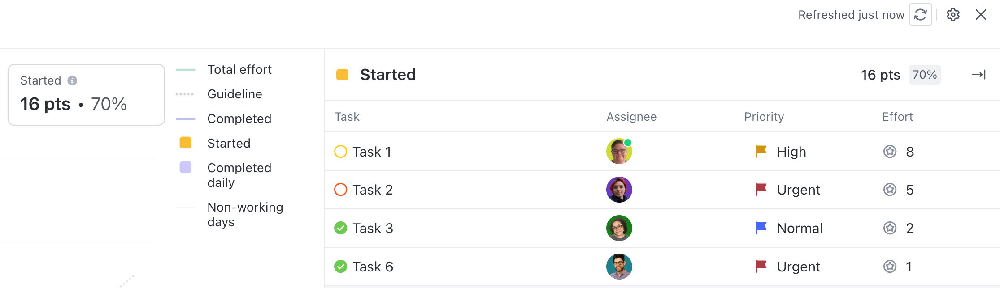 Refreshed just now
Started
16 pts • 70%
Total effort
Guideline
Completed
Started
Completed
daily
Non-working
days
Started 16 pts 70%
Task Assignee Priority Effort
Task 1 High 8
Task 2 Urgent 5
Task 3 Normal 2
Task 6 Urgent 1